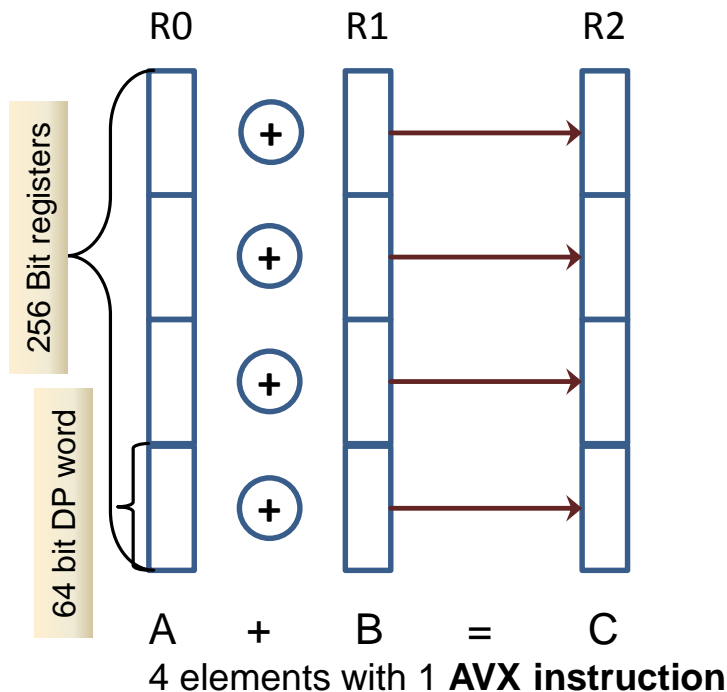 R0 R1 R2
256 Bit registers
+
+
+
64 bit DP word
+
A + B = C
4 elements with 1 AVX instruction